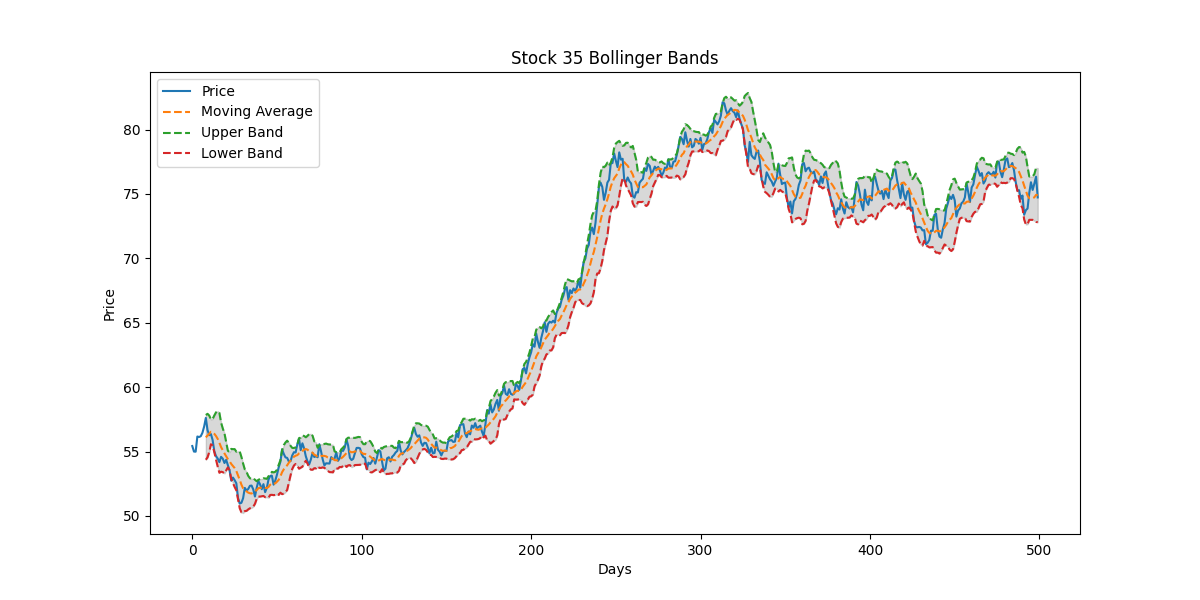 Stock 35 Bollinger Bands
Price
Moving Average
Upper Band
Lower Band
80
75
70
65
60
55
50
Price
0 100 200 300 400 500
Days